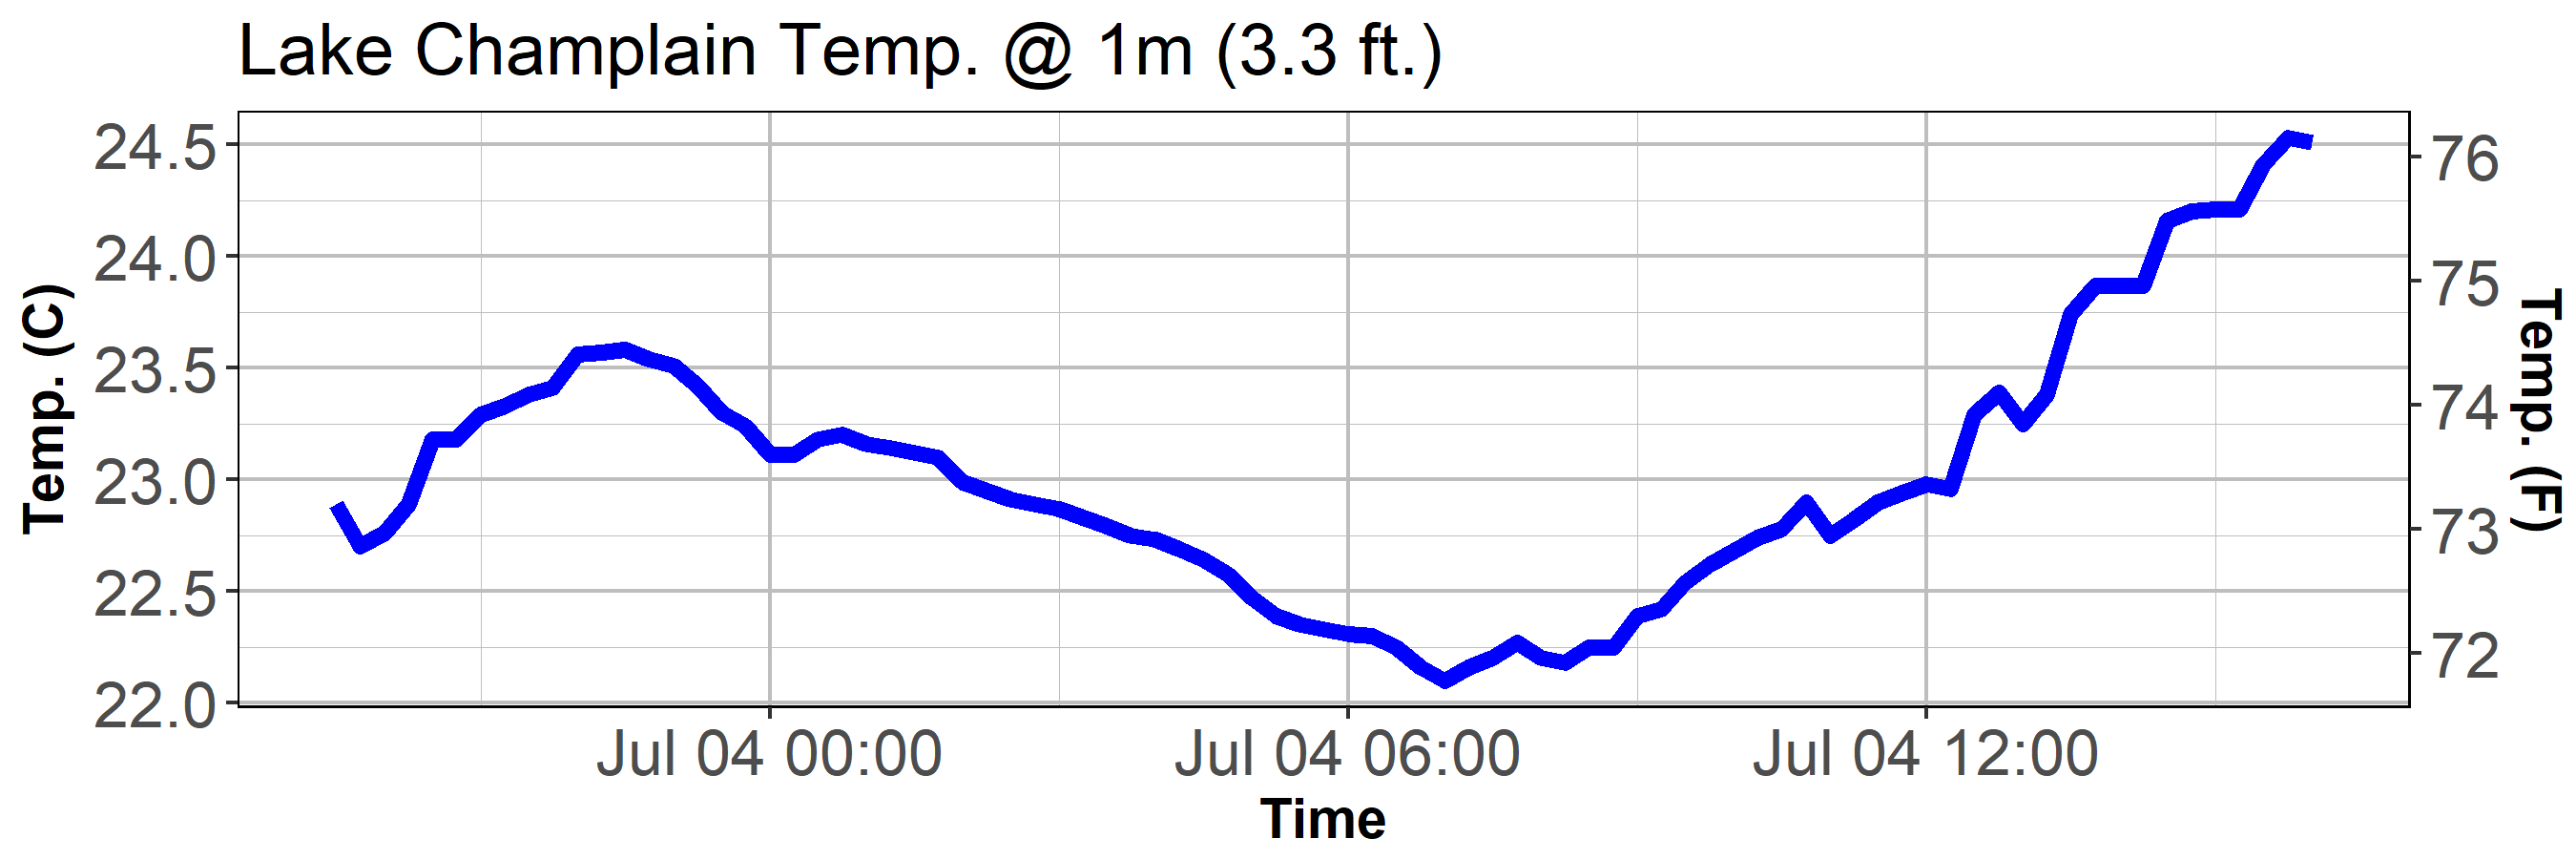 Lake Champlain Temp. @ 1m (3.3 ft.)
24.5
24.0
23.5
23.0
22.5
22.0
Temp. (C)
76
75
74
73
72
Temp. (F)
Jul 04 00:00 Jul 04 06:00 Jul 04 12:00
Time